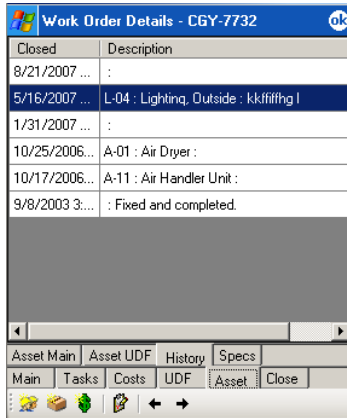 Work Order Details - CGY-7732 ok
Closed Description
8/21/2007 ... :
5/16/2007 ... L-04 : Lighting, Outside : kkffiffhg l
1/31/2007 ... :
10/25/2006... A-01 : Air Dryer :
10/17/2006... A-11 : Air Handler Unit :
9/8/2003 3:... : Fixed and completed.
Asset Main Asset UDF History Specs
Main Tasks Costs UDF Asset Close